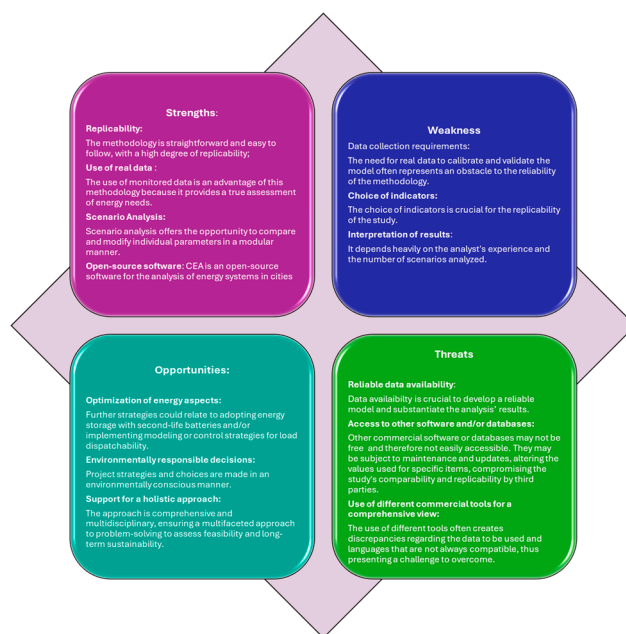 Strengths:
Replicability:
The methodology is straightforward and easy to
follow, with a high degree of replicability;
Use of real data :
The use of monitored data is an advantage of this
methodology because it provides a true assessment
of energy needs.
Scenario Analysis:
Scenario analysis offers the opportunity to compare
and modify individual parameters in a modular
manner.
Open-source software: CEA is an open-source
software for the analysis of energy systems in cities
Weakness
Data collection requirements:
The need for real data to calibrate and validate the
model often represents an obstacle to the reliability
of the methodology.
Choice of indicators:
The choice of indicators is crucial for the replicability
of the study.
Interpretation of results:
It depends heavily on the analyst's experience and
the number of scenarios analyzed.
Opportunities:
Optimization of energy aspects:
Further strategies could relate to adopting energy
storage with second-life batteries and/or
implementing modeling or control strategies for load
dispatchability.
Environmentally responsible decisions:
Project strategies and choices are made in an
environmentally conscious manner.
Support for a holistic approach:
The approach is comprehensive and
multidisciplinary, ensuring a multifaceted approach
to problem-solving to assess feasibility and long-
term sustainability.
Threats
Reliable data availability:
Data availaibilty is crucial to develop a reliable
model and substantiate the analysis' results.
Access to other software and/or databases:
Other commercial software or databases may not be
free and therefore not easily accessible. They may
be subject to maintenance and updates, altering the
values used for specific items, compromising the
study's comparability and replicability by third
parties.
Use of different commercial tools for a
comprehensive view:
The use of different tools often creates
discrepancies regarding the data to be used and
languages that are not always compatible, thus
presenting a challenge to overcome.